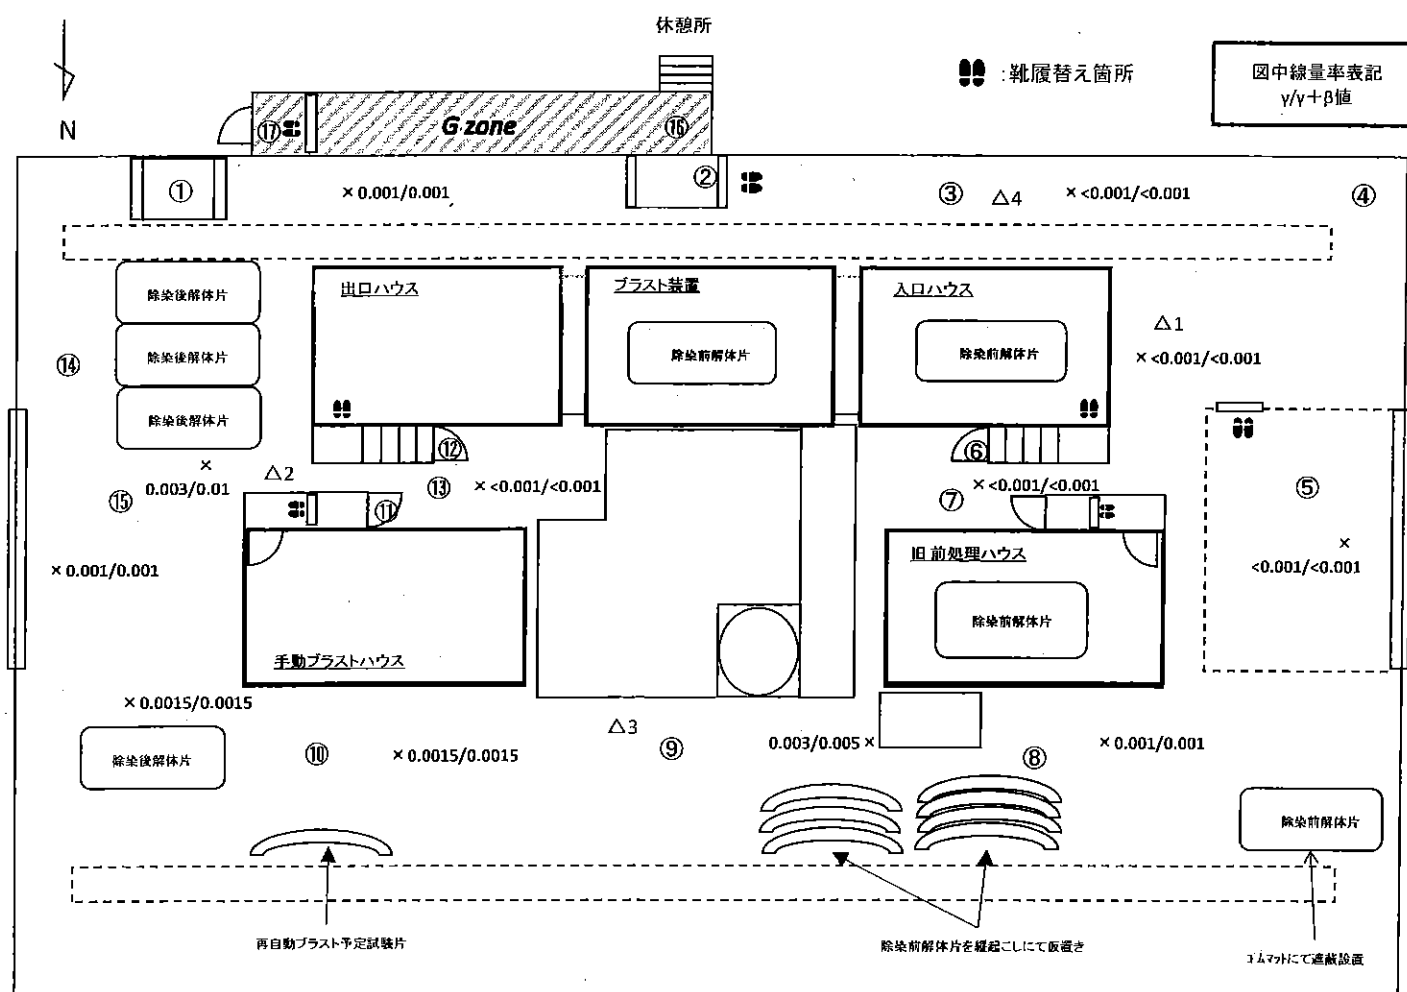 休憩所
:靴履替え箇所
図中線量率表記
γ/γ+β値
N
⑰
G zone
⑯
①
× 0.001/0.001
②
③
△4
× <0.001/<0.001
④
除染後解体片
出口ハウス
ブラスト装置
入口ハウス
△1
除染後解体片
除染前解体片
除染前解体片
× <0.001/<0.001
⑭
除染後解体片
⑫
⑥
×
0.003/0.01
△2
⑬
× <0.001/<0.001
× <0.001/<0.001
⑦
⑤
⑮
⑪
×
<0.001/<0.001
旧前処理ハウス
× 0.001/0.001
除染前解体片
手動ブラストハウス
× 0.0015/0.0015
△3
除染後解体片
⑩
× 0.0015/0.0015
⑨
0.003/0.005 ×
⑧
× 0.001/0.001
除染前解体片
再自動ブラスト予定試験片
除染前解体片を縦起こしにて仮置き
ゴムマットにて遮蔽設置